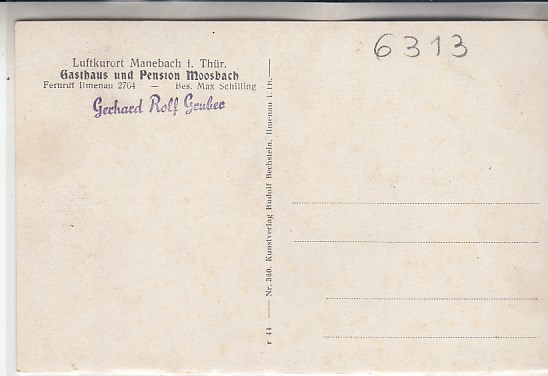 Luftkurort Manebach i. Thür.
Gasthaus und Pension Moosbach
Fernruf Ilmenau 2764 — Bes. Max Schilling
Gerhard Rolf Gruber
6313
r 44 — Nr. 360. Kunstverlag Rudolf Bechstein, Ilmenau i. Th. —